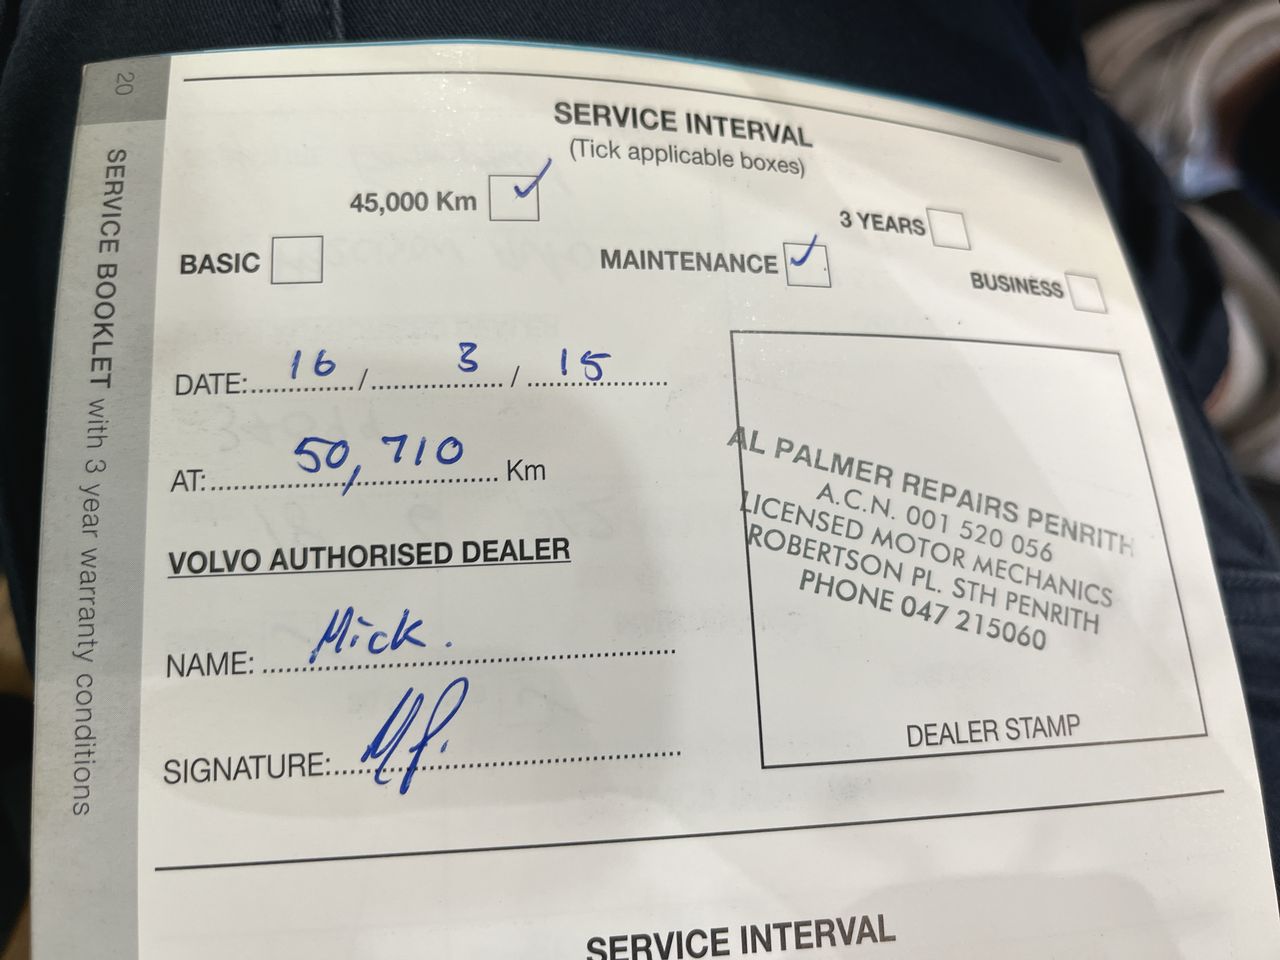 20
SERVICE BOOKLET with 3 year warranty conditions
SERVICE INTERVAL
(Tick applicable boxes)
45,000 Km
3 YEARS
BASIC
MAINTENANCE
BUSINESS
DATE: 16 / 3 / 15
AT: 50,710 Km
VOLVO AUTHORISED DEALER
NAME: Mick.
SIGNATURE:
AL PALMER REPAIRS PENRITH
A.C.N. 001 520 056
LICENSED MOTOR MECHANICS
ROBERTSON PL. STH PENRITH
PHONE 047 215060
DEALER STAMP
SERVICE INTERVAL